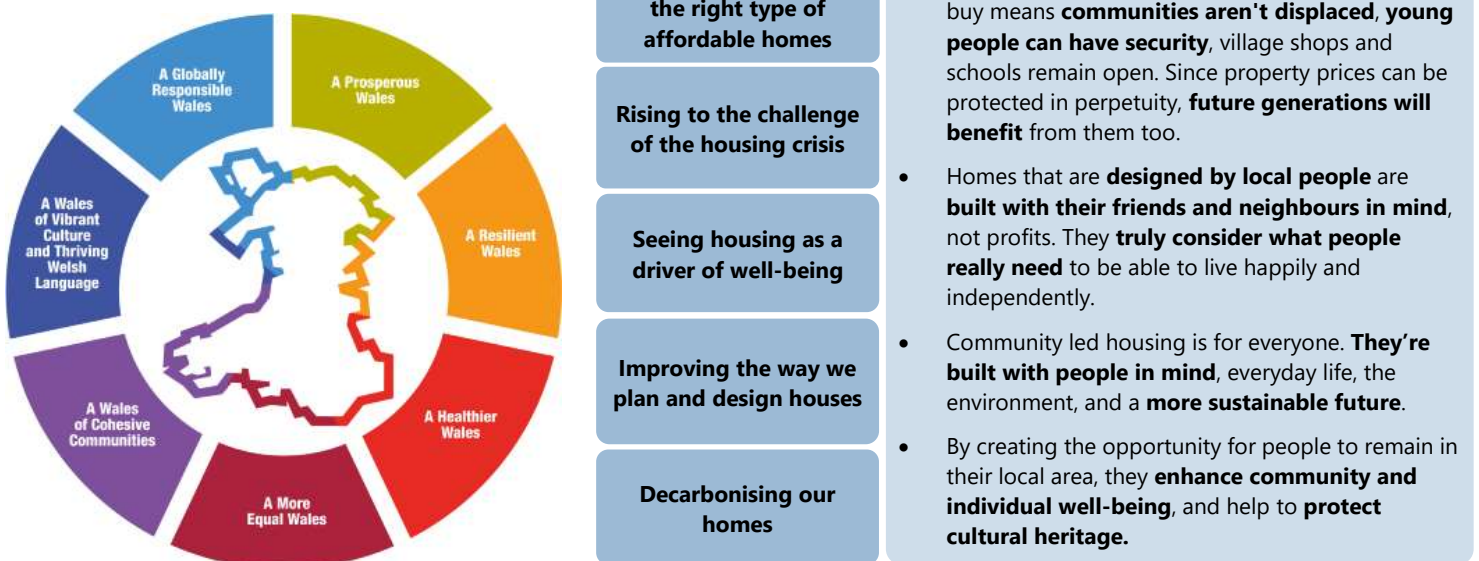 A Globally
Responsible
Wales
A Prosperous
Wales
A Resilient
Wales
A Healthier
Wales
A More
Equal Wales
A Wales
of Cohesive
Communities
A Wales
of Vibrant
Culture
and Thriving
Welsh
Language
the right type of
affordable homes
Rising to the challenge
of the housing crisis
Seeing housing as a
driver of well-being
Improving the way we
plan and design houses
Decarbonising our
homes
buy means communities aren't displaced, young
people can have security, village shops and
schools remain open. Since property prices can be
protected in perpetuity, future generations will
benefit from them too.
• Homes that are designed by local people are
built with their friends and neighbours in mind,
not profits. They truly consider what people
really need to be able to live happily and
independently.
• Community led housing is for everyone. They’re
built with people in mind, everyday life, the
environment, and a more sustainable future.
• By creating the opportunity for people to remain in
their local area, they enhance community and
individual well-being, and help to protect
cultural heritage.